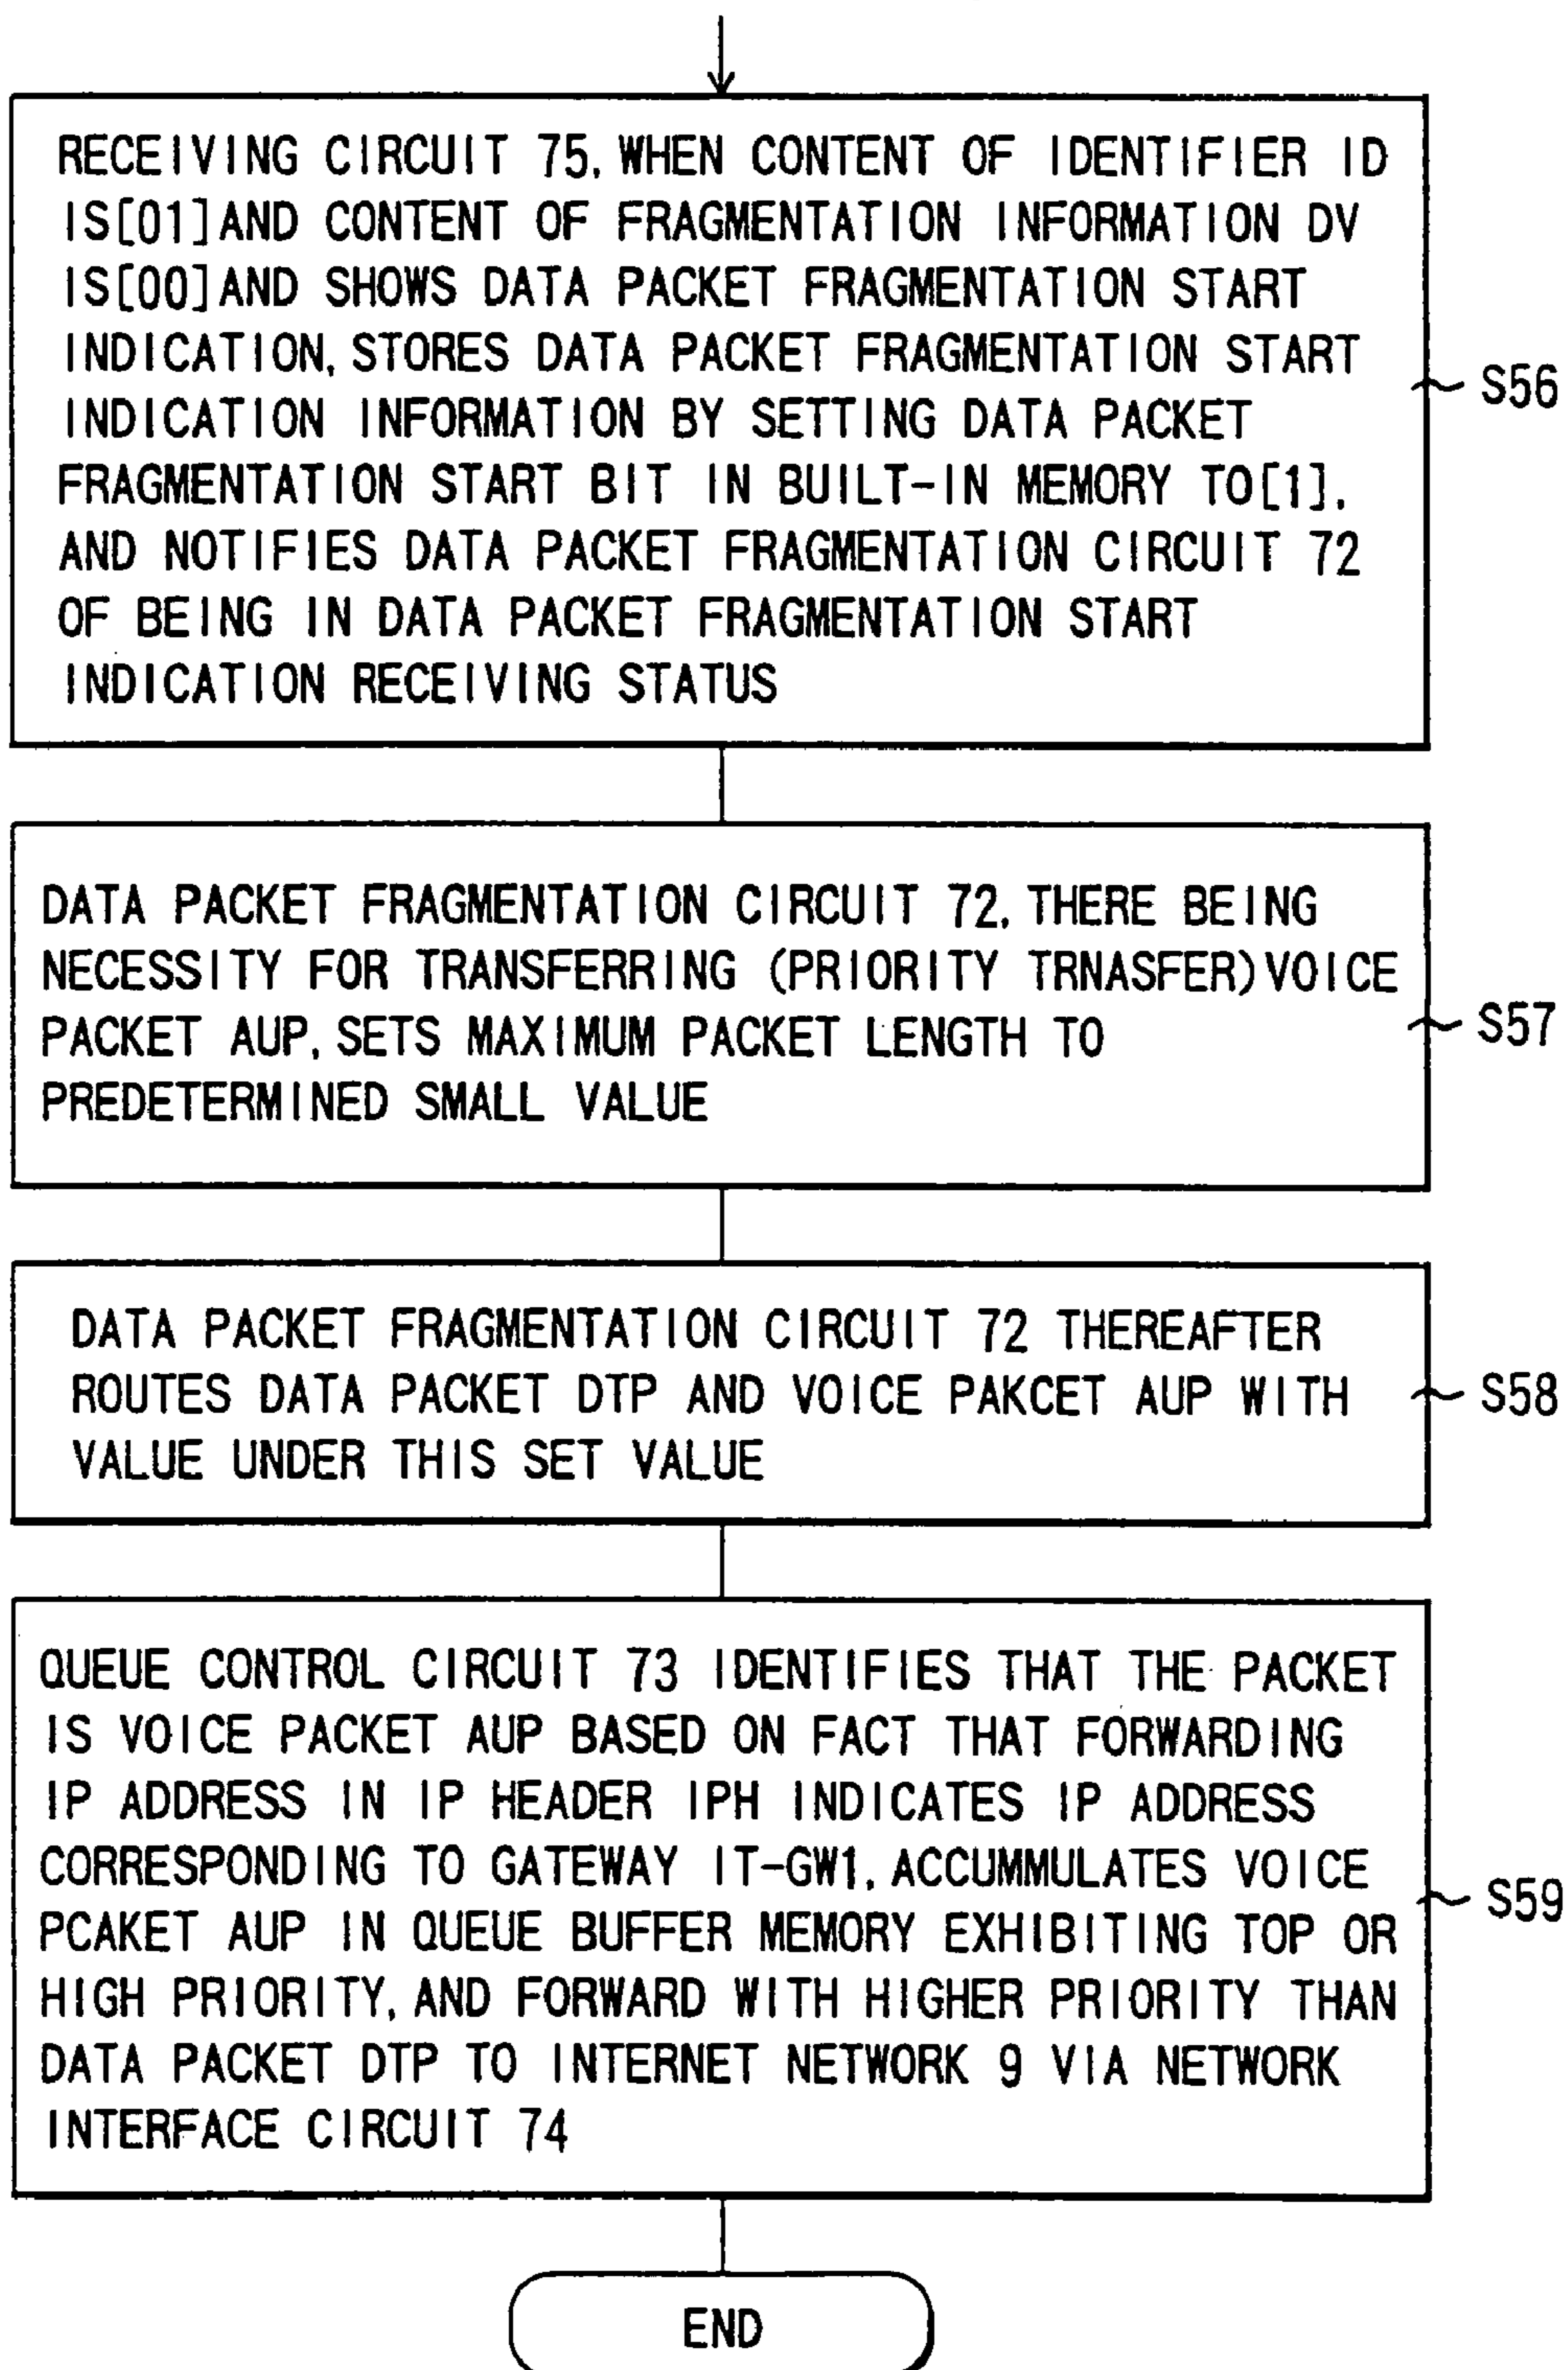 RECEIVING CIRCUIT 75, WHEN CONTENT OF IDENTIFIER ID
IS[01]AND CONTENT OF FRAGMENTATION INFORMATION DV
IS[00]AND SHOWS DATA PACKET FRAGMENTATION START
INDICATION, STORES DATA PACKET FRAGMENTATION START
INDICATION INFORMATION BY SETTING DATA PACKET
FRAGMENTATION START BIT IN BUILT-IN MEMORY TO[1],
AND NOTIFIES DATA PACKET FRAGMENTATION CIRCUIT 72
OF BEING IN DATA PACKET FRAGMENTATION START
INDICATION RECEIVING STATUS
S56
DATA PACKET FRAGMENTATION CIRCUIT 72, THERE BEING
NECESSITY FOR TRANSFERRING (PRIORITY TRNASFER)VOICE
PACKET AUP, SETS MAXIMUM PACKET LENGTH TO
PREDETERMINED SMALL VALUE
S57
DATA PACKET FRAGMENTATION CIRCUIT 72 THEREAFTER
ROUTES DATA PACKET DTP AND VOICE PAKCET AUP WITH
VALUE UNDER THIS SET VALUE
S58
QUEUE CONTROL CIRCUIT 73 IDENTIFIES THAT THE PACKET
IS VOICE PACKET AUP BASED ON FACT THAT FORWARDING
IP ADDRESS IN IP HEADER IPH INDICATES IP ADDRESS
CORRESPONDING TO GATEWAY IT-GW1, ACCUMMULATES VOICE
PCAKET AUP IN QUEUE BUFFER MEMORY EXHIBITING TOP OR
HIGH PRIORITY, AND FORWARD WITH HIGHER PRIORITY THAN
DATA PACKET DTP TO INTERNET NETWORK 9 VIA NETWORK
INTERFACE CIRCUIT 74
S59
END